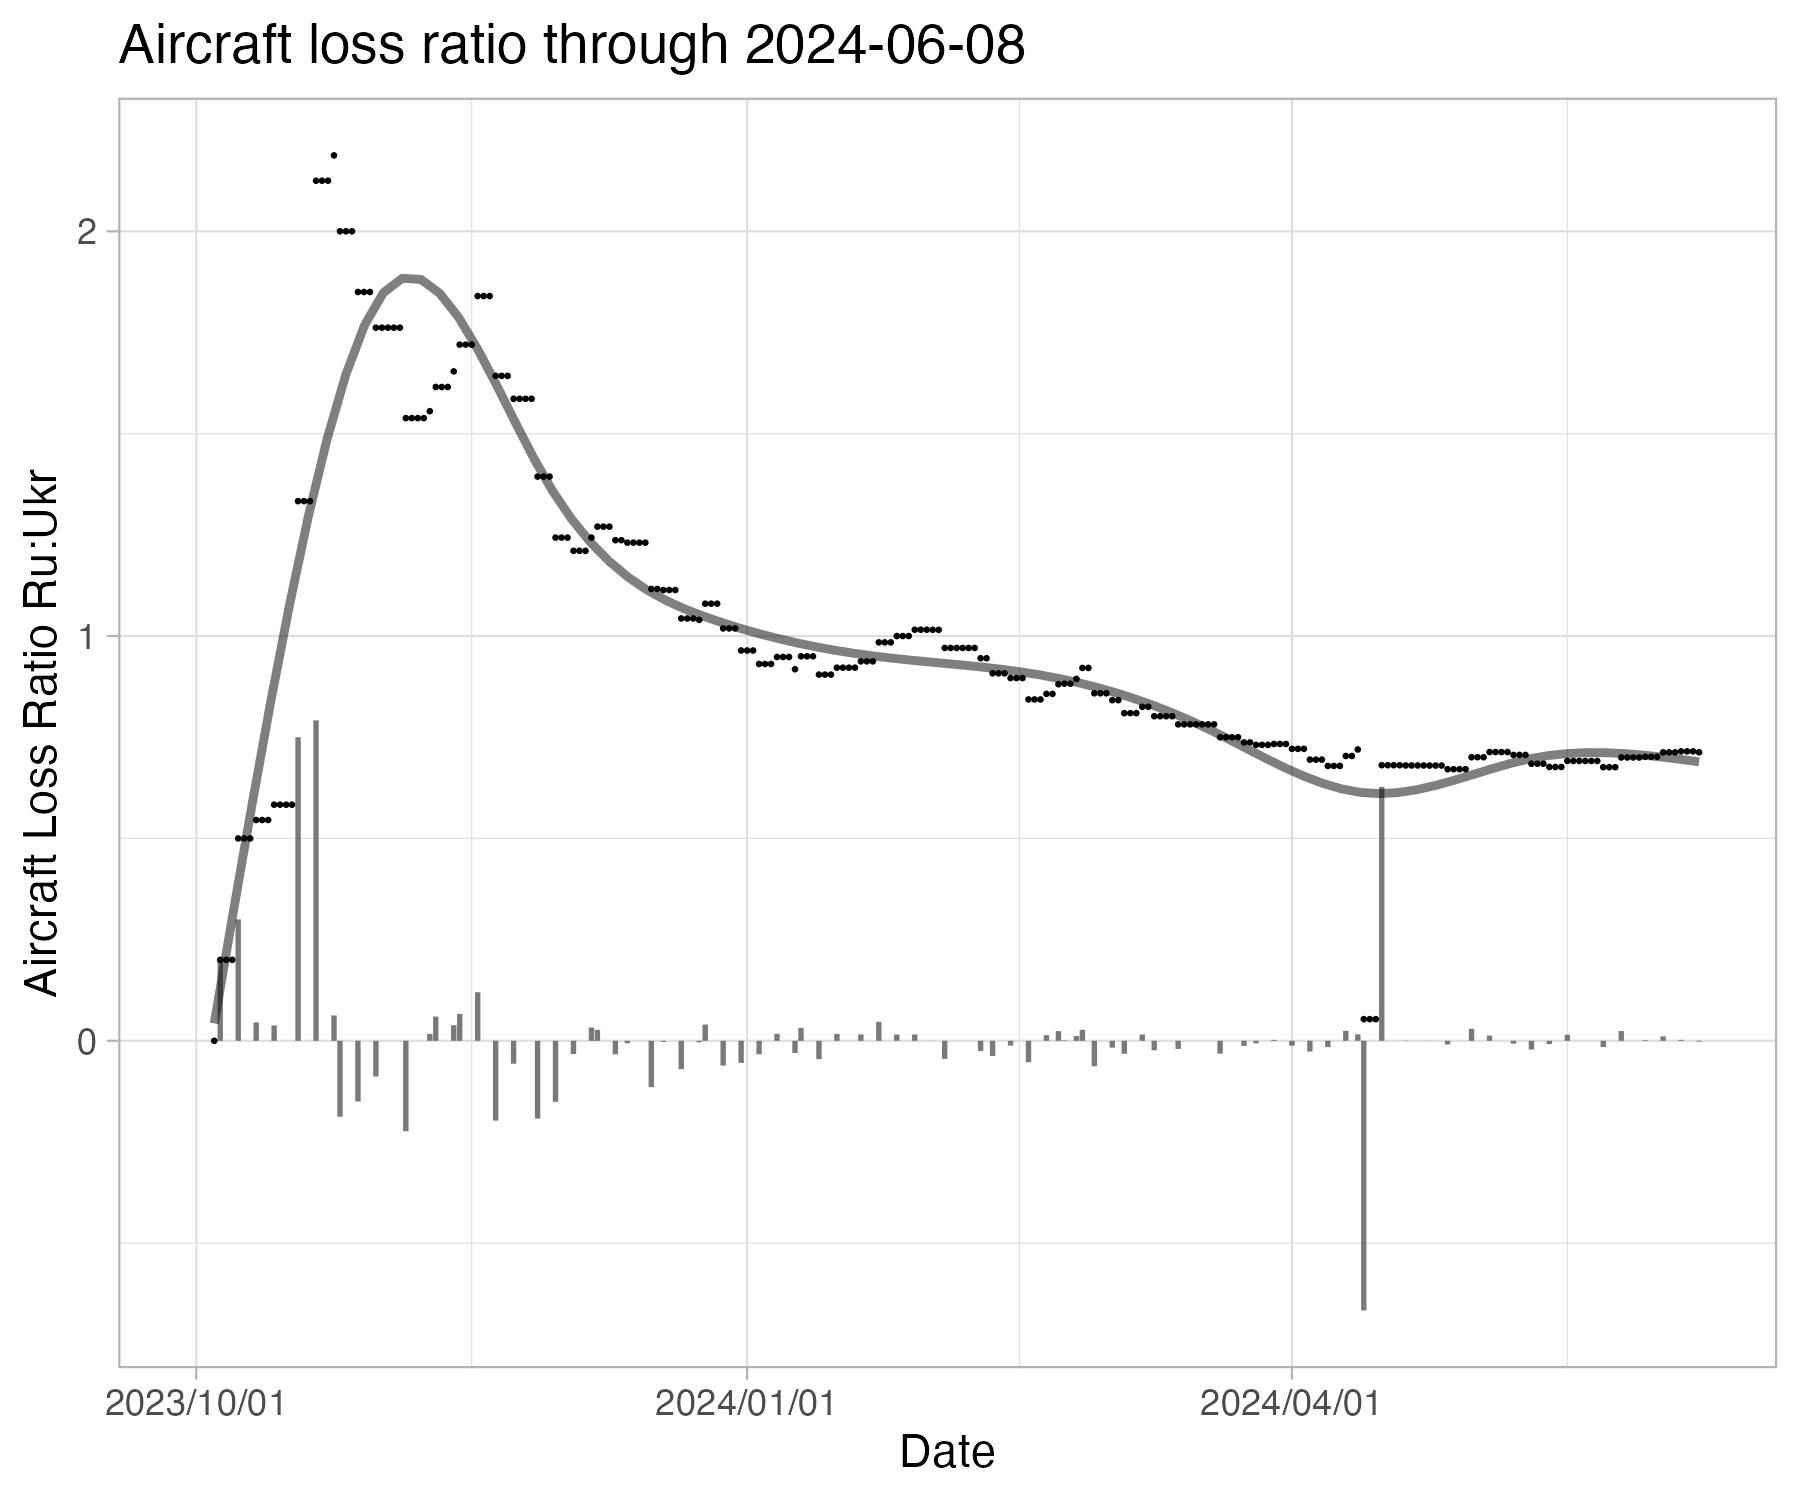 Aircraft loss ratio through 2024-06-08
Aircraft Loss Ratio Ru:Ukr
2
1
0
2023/10/01
2024/01/01
2024/04/01
Date